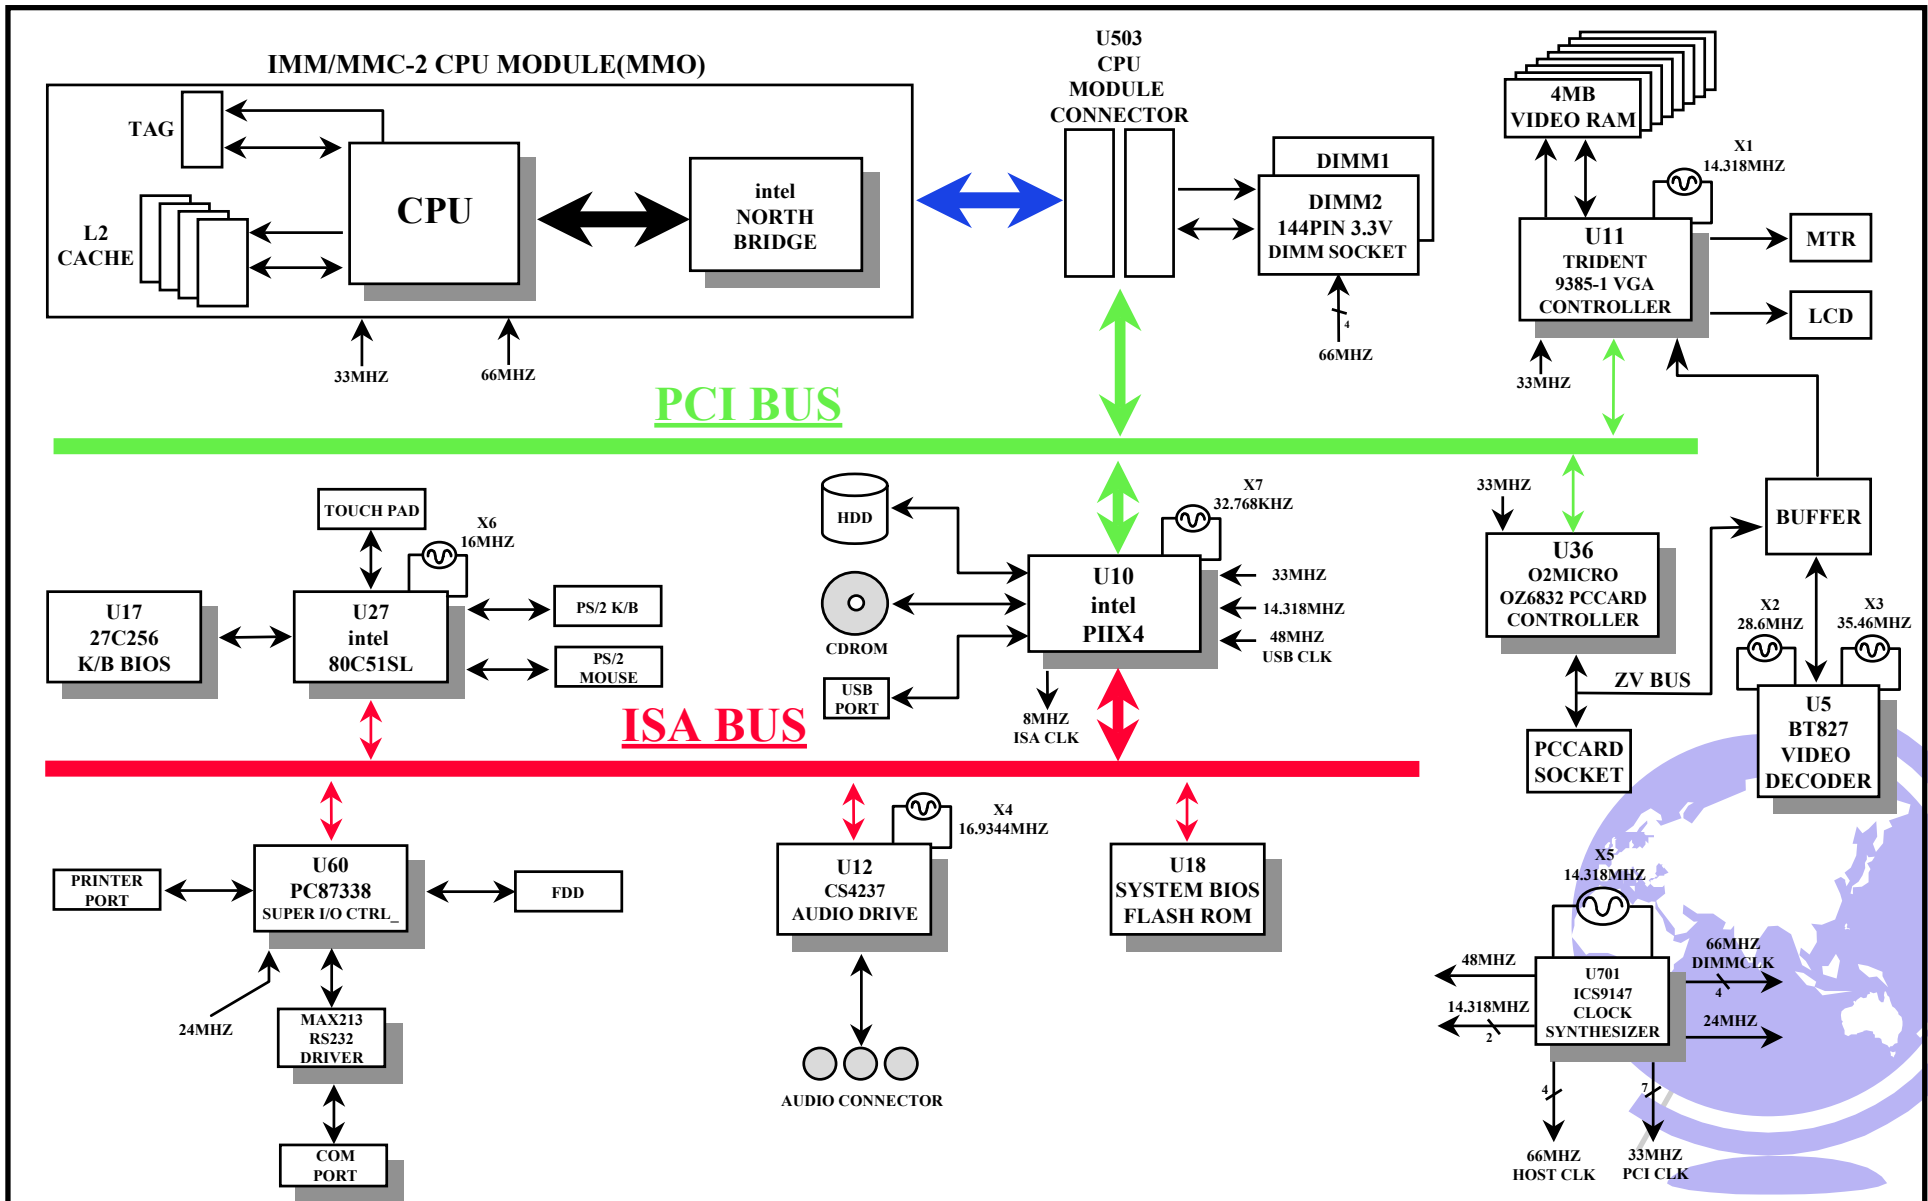 IMM/MMC-2 CPU MODULE(MMO)
TAG
L2
CACHE
CPU
intel
NORTH
BRIDGE
33MHZ
66MHZ
U503
CPU
MODULE
CONNECTOR
DIMM1
DIMM2
144PIN 3.3V
DIMM SOCKET
4
66MHZ
4MB
VIDEO RAM
X1
14.318MHZ
U11
TRIDENT
9385-1 VGA
CONTROLLER
MTR
LCD
33MHZ
PCI BUS
TOUCH PAD
X6
16MHZ
U17
27C256
K/B BIOS
U27
intel
80C51SL
PS/2 K/B
PS/2
MOUSE
HDD
CDROM
USB
PORT
X7
32.768KHZ
U10
intel
PIIX4
33MHZ
14.318MHZ
48MHZ
USB CLK
8MHZ
ISA CLK
33MHZ
U36
O2MICRO
OZ6832 PCCARD
CONTROLLER
ZV BUS
PCCARD
SOCKET
BUFFER
X2
28.6MHZ
X3
35.46MHZ
U5
BT827
VIDEO
DECODER
ISA BUS
PRINTER
PORT
U60
PC87338
SUPER I/O CTRL_
FDD
24MHZ
MAX213
RS232
DRIVER
COM
PORT
X4
16.9344MHZ
U12
CS4237
AUDIO DRIVE
AUDIO CONNECTOR
U18
SYSTEM BIOS
FLASH ROM
X5
14.318MHZ
48MHZ
14.318MHZ
2
U701
ICS9147
CLOCK
SYNTHESIZER
66MHZ
DIMMCLK
4
24MHZ
4
7
66MHZ
HOST CLK
33MHZ
PCI CLK